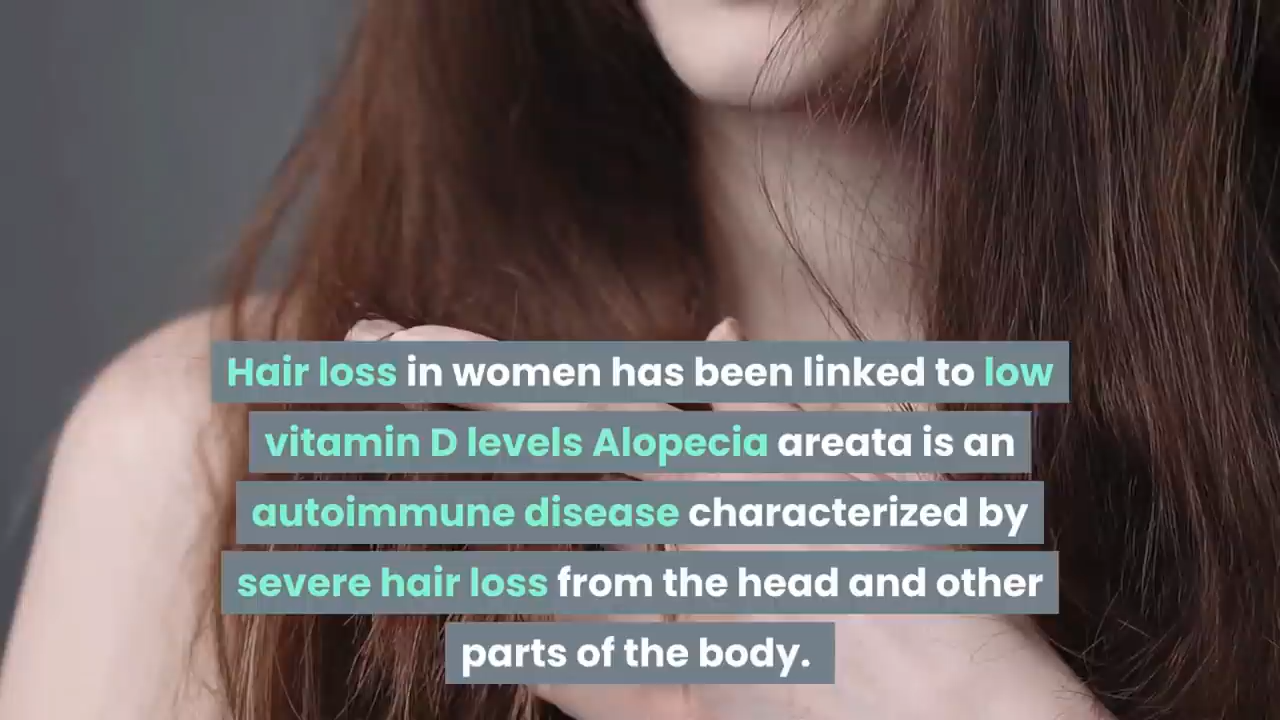 Hair loss in women has been linked to low
vitamin D levels Alopecia areata is an
autoimmune disease characterized by
severe hair loss from the head and other
parts of the body.